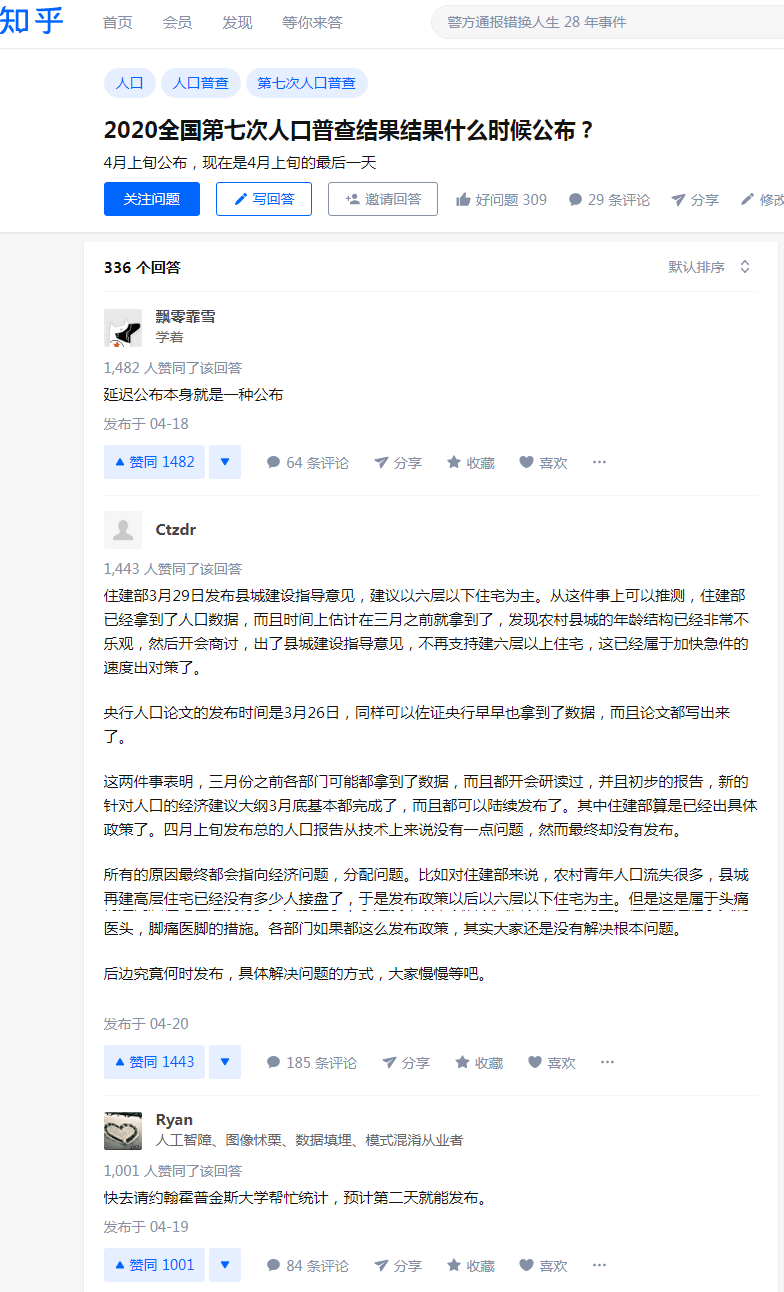 知乎
首页 会员 发现 等你来答 警方通报错换人生 28 年事件
人口 人口普查 第七次人口普查
2020全国第七次人口普查结果结果什么时候公布？
4月上旬公布，现在是4月上旬的最后一天
关注问题 写回答 邀请回答 好问题 309 29 条评论 分享 修改
336 个回答 默认排序
飘零霏雪
学着
1,482 人赞同了该回答
延迟公布本身就是一种公布
发布于 04-18
赞同 1482 64 条评论 分享 收藏 喜欢
Ctzdr
1,443 人赞同了该回答
住建部3月29日发布县城建设指导意见，建议以六层以下住宅为主。从这件事上可以推测，住建部
已经拿到了人口数据，而且时间上估计在三月之前就拿到了，发现农村县城的年龄结构已经非常不
乐观，然后开会商讨，出了县城建设指导意见，不再支持建六层以上住宅，这已经属于加快急件的
速度出对策了。
央行人口论文的发布时间是3月26日，同样可以佐证央行早早也拿到了数据，而且论文都写出来
了。
这两件事表明，三月份之前各部门可能都拿到了数据，而且都开会研读过，并且初步的报告，新的
针对人口的经济建议大纲3月底基本都完成了，而且都可以陆续发布了。其中住建部算是已经出具体
政策了。四月上旬发布总的人口报告从技术上来说没有一点问题，然而最终却没有发布。
所有的原因最终都会指向经济问题，分配问题。比如对住建部来说，农村青年人口流失很多，县城
再建高层住宅已经没有多少人接盘了，于是发布政策以后以六层以下住宅为主。但是这是属于头痛
医头，脚痛医脚的措施。各部门如果都这么发布政策，其实大家还是没有解决根本问题。
后边究竟何时发布，具体解决问题的方式，大家慢慢等吧。
发布于 04-20
赞同 1443 185 条评论 分享 收藏 喜欢
Ryan
人工智障、图像怵栗、数据填埋、模式混淆从业者
1,001 人赞同了该回答
快去请约翰霍普金斯大学帮忙统计，预计第二天就能发布。
发布于 04-19
赞同 1001 84 条评论 分享 收藏 喜欢